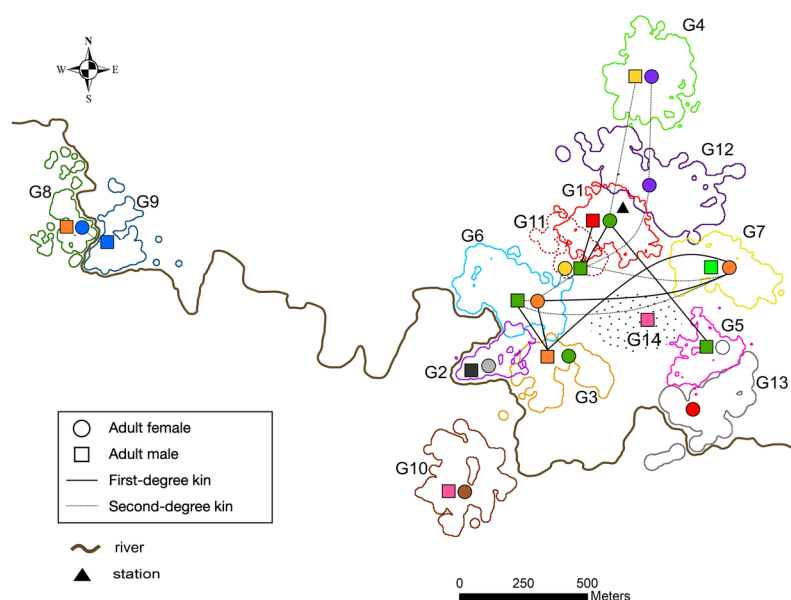 G4
N
W E
S
G12
G1
G8
G9
G11
G6
G7
G14
G5
G2
G13
G3
Adult female
Adult male
First-degree kin
Second-degree kin
G10
river
station
0 250 500
Meters